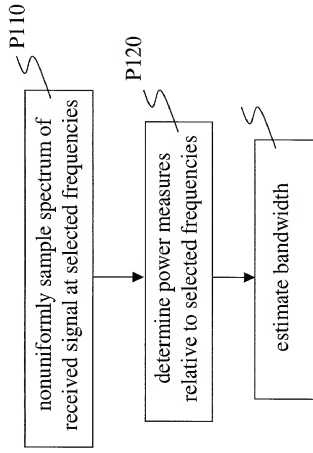 P110
nonuniformly sample spectrum of
received signal at selected frequencies
P120
determine power measures
relative to selected frequencies
estimate bandwidth